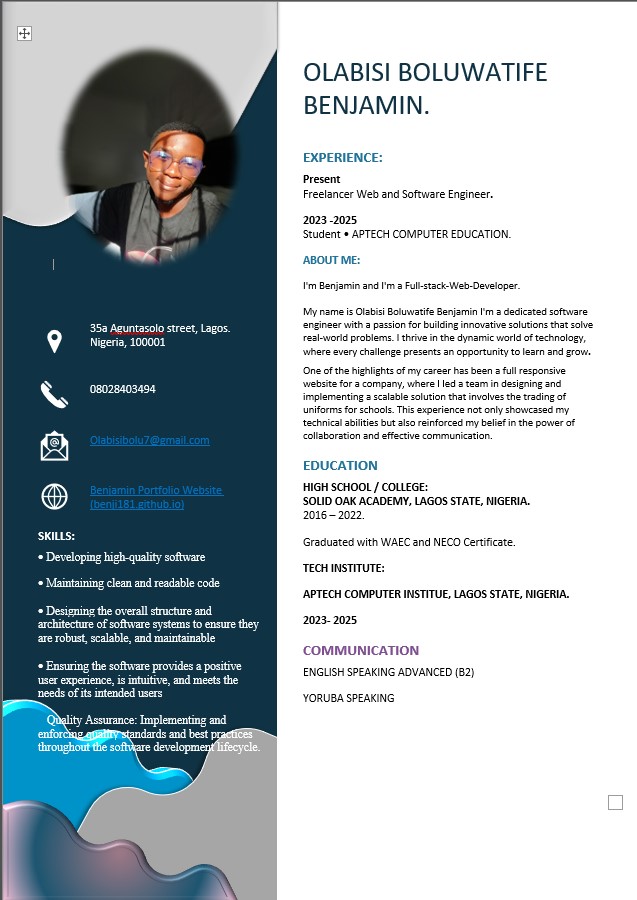 OLABISI BOLUWATIFE
BENJAMIN.
35a Aguntasolo street, Lagos.
Nigeria, 100001
08028403494
Olabisibolu7@gmail.com
Benjamin Portfolio Website
(benji181.github.io)
SKILLS:
• Developing high-quality software
• Maintaining clean and readable code
• Designing the overall structure and
architecture of software systems to ensure they
are robust, scalable, and maintainable
• Ensuring the software provides a positive
user experience, is intuitive, and meets the
needs of its intended users
Quality Assurance: Implementing and
enforcing quality standards and best practices
throughout the software development lifecycle.
EXPERIENCE:
Present
Freelancer Web and Software Engineer.
2023 -2025
Student • APTECH COMPUTER EDUCATION.
ABOUT ME:
I'm Benjamin and I'm a Full-stack-Web-Developer.
My name is Olabisi Boluwatife Benjamin I'm a dedicated software
engineer with a passion for building innovative solutions that solve
real-world problems. I thrive in the dynamic world of technology,
where every challenge presents an opportunity to learn and grow.
One of the highlights of my career has been a full responsive
website for a company, where I led a team in designing and
implementing a scalable solution that involves the trading of
uniforms for schools. This experience not only showcased my
technical abilities but also reinforced my belief in the power of
collaboration and effective communication.
EDUCATION
HIGH SCHOOL / COLLEGE:
SOLID OAK ACADEMY, LAGOS STATE, NIGERIA.
2016 – 2022.
Graduated with WAEC and NECO Certificate.
TECH INSTITUTE:
APTECH COMPUTER INSTITUE, LAGOS STATE, NIGERIA.
2023- 2025
COMMUNICATION
ENGLISH SPEAKING ADVANCED (B2)
YORUBA SPEAKING